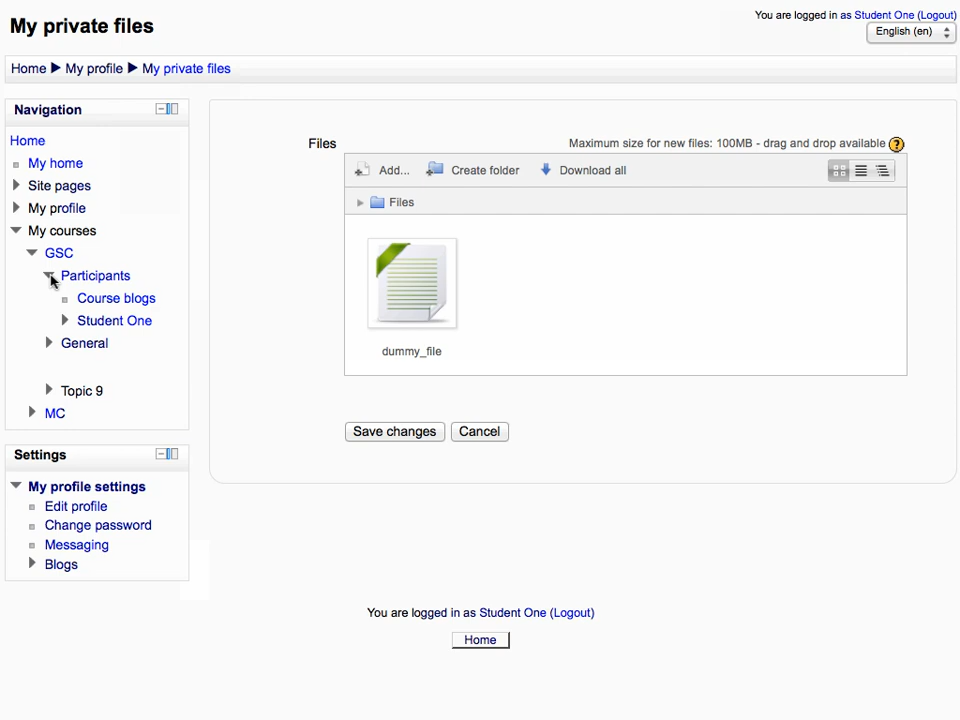 My private files
You are logged in as Student One (Logout)
English (en)
Home My profile My private files
Navigation
Home
My home
Site pages
My profile
My courses
GSC
Participants
Course blogs
Student One
General
Topic 9
MC
Settings
My profile settings
Edit profile
Change password
Messaging
Blogs
Files
Maximum size for new files: 100MB - drag and drop available ?
Add... Create folder Download all
Files
dummy_file
Save changes Cancel
You are logged in as Student One (Logout)
Home